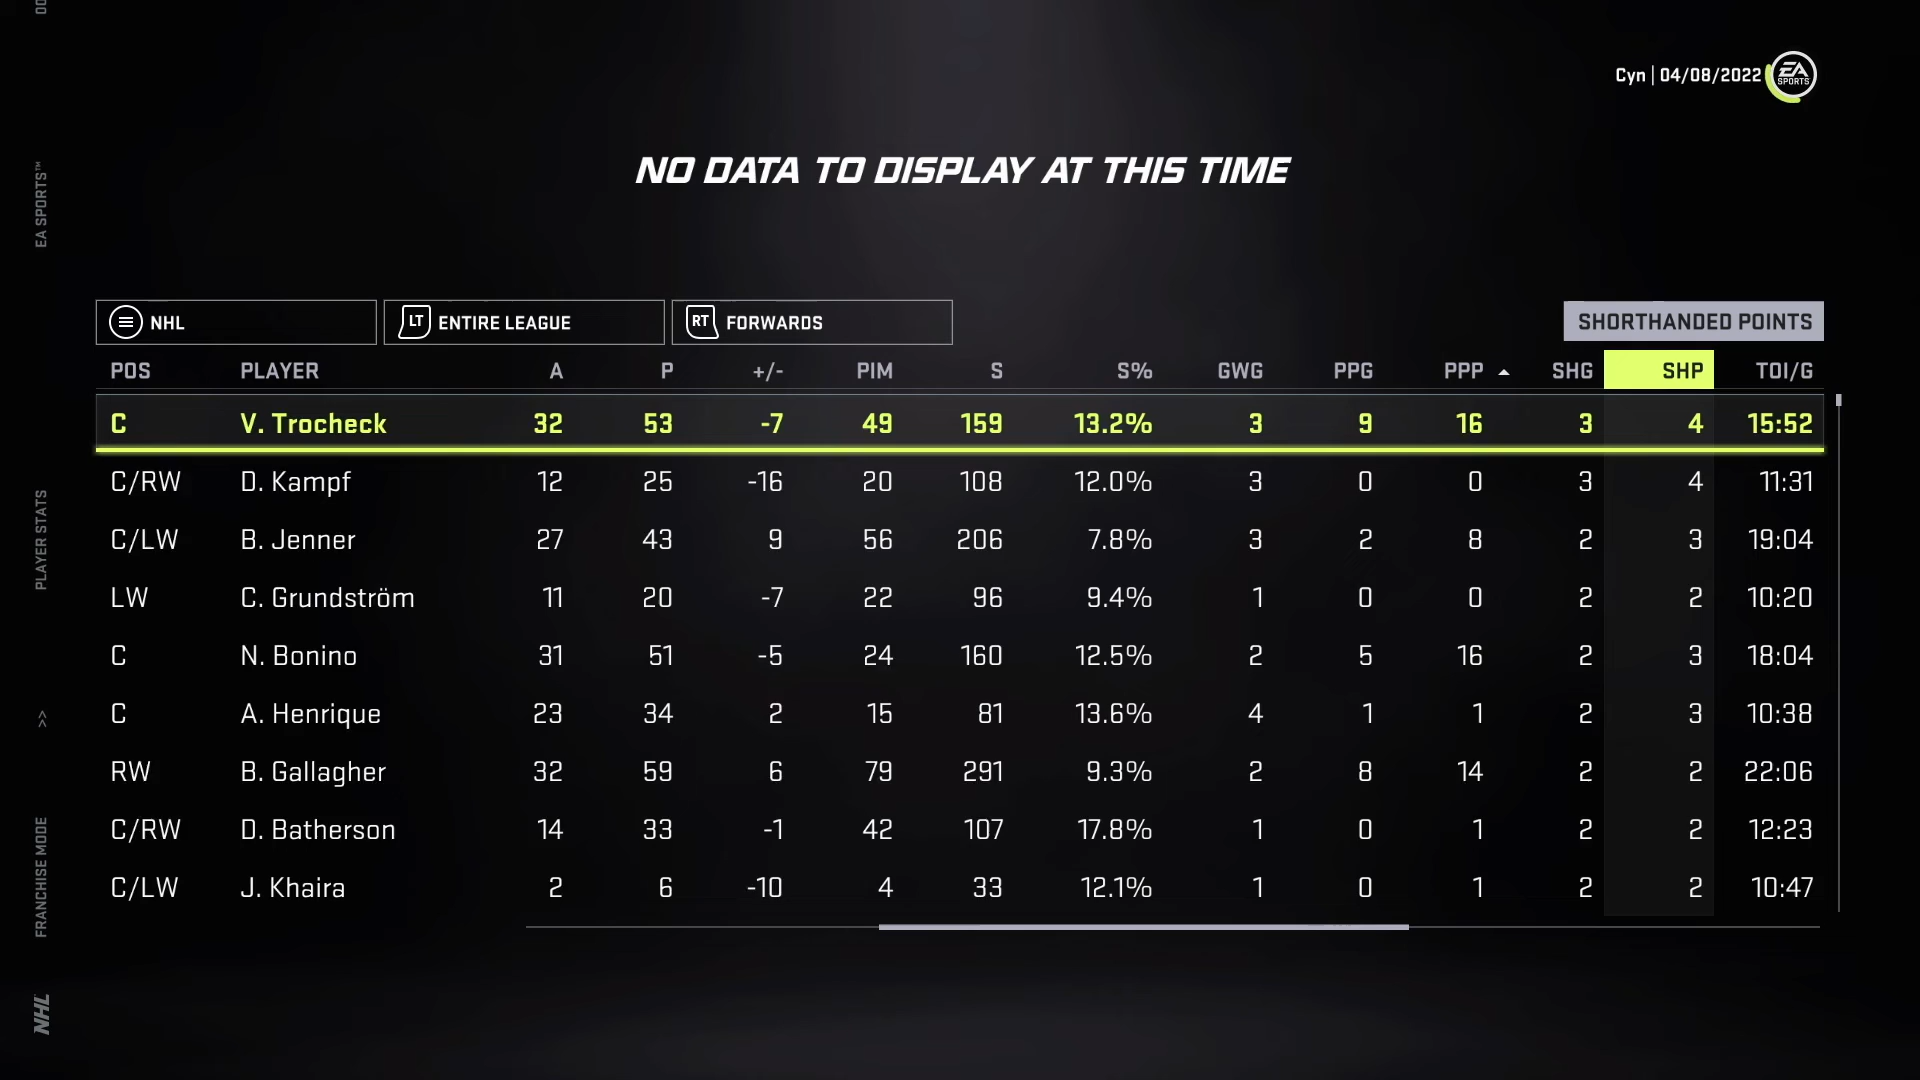 Cyn | 04/08/2022
EA SPORTS
NO DATA TO DISPLAY AT THIS TIME
NHL
LT ENTIRE LEAGUE
RT FORWARDS
SHORTHANDED POINTS
POS PLAYER A P +/- PIM S S% GWG PPG PPP SHG SHP TOI/G
C V. Trocheck 32 53 -7 49 159 13.2% 3 9 16 3 4 15:52
C/RW D. Kampf 12 25 -16 20 108 12.0% 3 0 0 3 4 11:31
C/LW B. Jenner 27 43 9 56 206 7.8% 3 2 8 2 3 19:04
LW C. Grundström 11 20 -7 22 96 9.4% 1 0 0 2 2 10:20
C N. Bonino 31 51 -5 24 160 12.5% 2 5 16 2 3 18:04
C A. Henrique 23 34 2 15 81 13.6% 4 1 1 2 3 10:38
RW B. Gallagher 32 59 6 79 291 9.3% 2 8 14 2 2 22:06
C/RW D. Batherson 14 33 -1 42 107 17.8% 1 0 1 2 2 12:23
C/LW J. Khaira 2 6 -10 4 33 12.1% 1 0 1 2 2 10:47
NHL
FRANCHISE MODE
>>
PLAYER STATS
EA SPORTS™